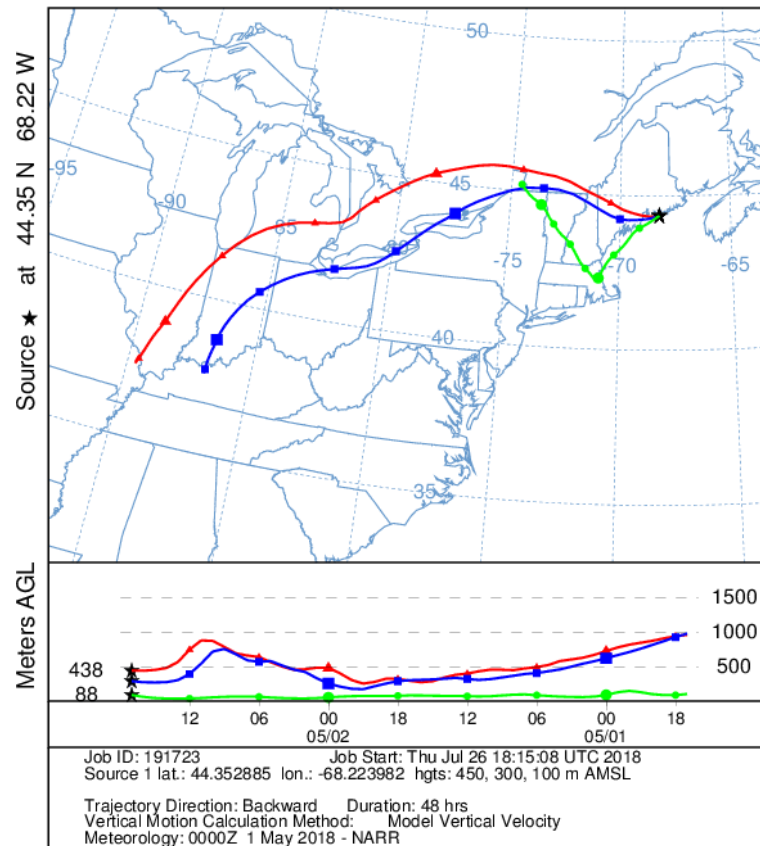 Source ★ at 44.35 N 68.22 W
50
-95
45
-90
-85
-80
-75
-70
-65
40
35
Meters AGL
1500
1000
500
438
88
12 06 00 18 12 06 00 18
05/02 05/01
Job ID: 191723 Job Start: Thu Jul 26 18:15:08 UTC 2018
Source 1 lat.: 44.352885 lon.: -68.223982 hgts: 450, 300, 100 m AMSL
Trajectory Direction: Backward Duration: 48 hrs
Vertical Motion Calculation Method: Model Vertical Velocity
Meteorology: 0000Z 1 May 2018 - NARR